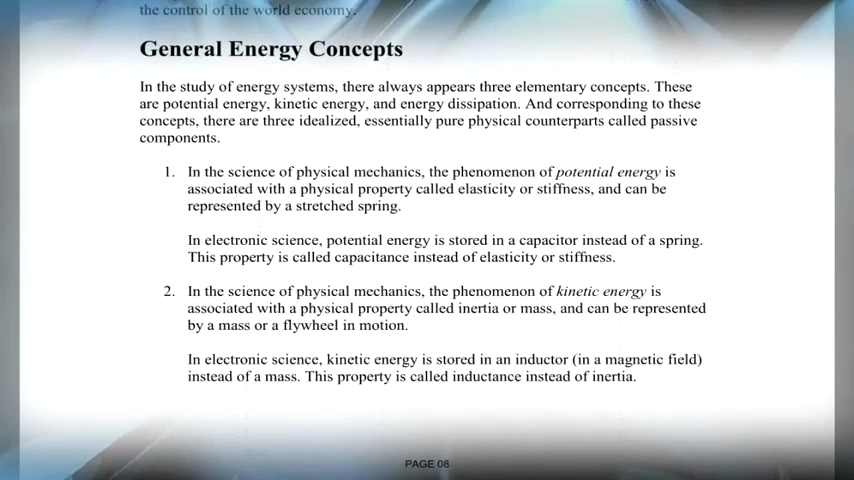 the control of the world economy.
General Energy Concepts
In the study of energy systems, there always appears three elementary concepts. These
are potential energy, kinetic energy, and energy dissipation. And corresponding to these
concepts, there are three idealized, essentially pure physical counterparts called passive
components.
1. In the science of physical mechanics, the phenomenon of potential energy is
associated with a physical property called elasticity or stiffness, and can be
represented by a stretched spring.
In electronic science, potential energy is stored in a capacitor instead of a spring.
This property is called capacitance instead of elasticity or stiffness.
2. In the science of physical mechanics, the phenomenon of kinetic energy is
associated with a physical property called inertia or mass, and can be represented
by a mass or a flywheel in motion.
In electronic science, kinetic energy is stored in an inductor (in a magnetic field)
instead of a mass. This property is called inductance instead of inertia.
PAGE 08